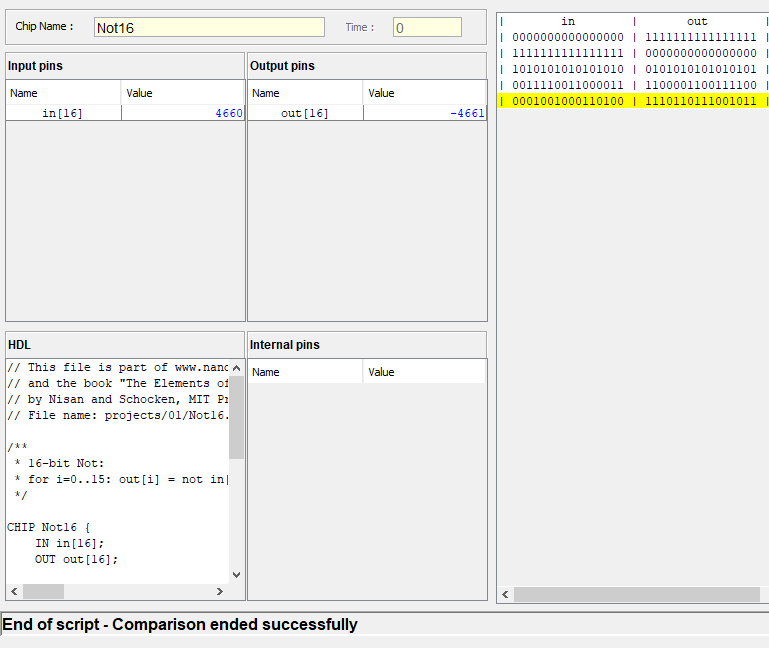 Chip Name : Not16 Time : 0
Input pins
Name Value
in[16] 4660
Output pins
Name Value
out[16] -4661
HDL
// This file is part of www.nand
// and the book "The Elements of
// by Nisan and Schocken, MIT Pr
// File name: projects/01/Not16.
/**
* 16-bit Not:
* for i=0..15: out[i] = not in[
*/
CHIP Not16 {
IN in[16];
OUT out[16];
Internal pins
Name Value
| in | out |
| 0000000000000000 | 1111111111111111 |
| 1111111111111111 | 0000000000000000 |
| 1010101010101010 | 0101010101010101 |
| 0011110011000011 | 1100001100111100 |
| 0001001000110100 | 1110110111001011 |
End of script - Comparison ended successfully